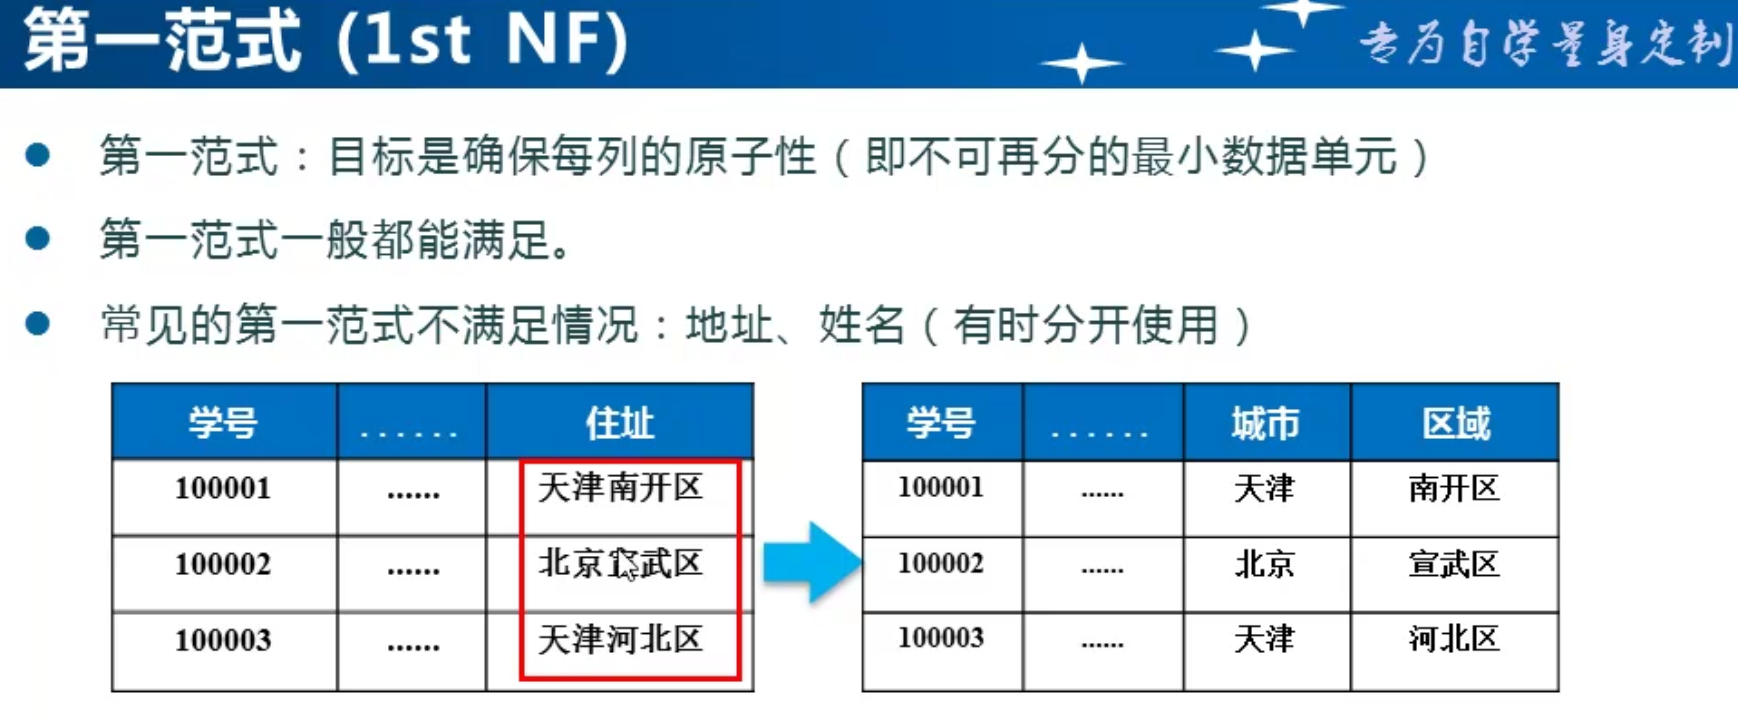 第一范式 (1st NF)
专为自学量身定制
第一范式：目标是确保每列的原子性（即不可再分的最小数据单元）
第一范式一般都能满足。
常见的第一范式不满足情况：地址、姓名（有时分开使用）
学号 ...... 住址
100001 ...... 天津南开区
100002 ...... 北京宣武区
100003 ...... 天津河北区
学号 ...... 城市 区域
100001 ...... 天津 南开区
100002 ...... 北京 宣武区
100003 ...... 天津 河北区